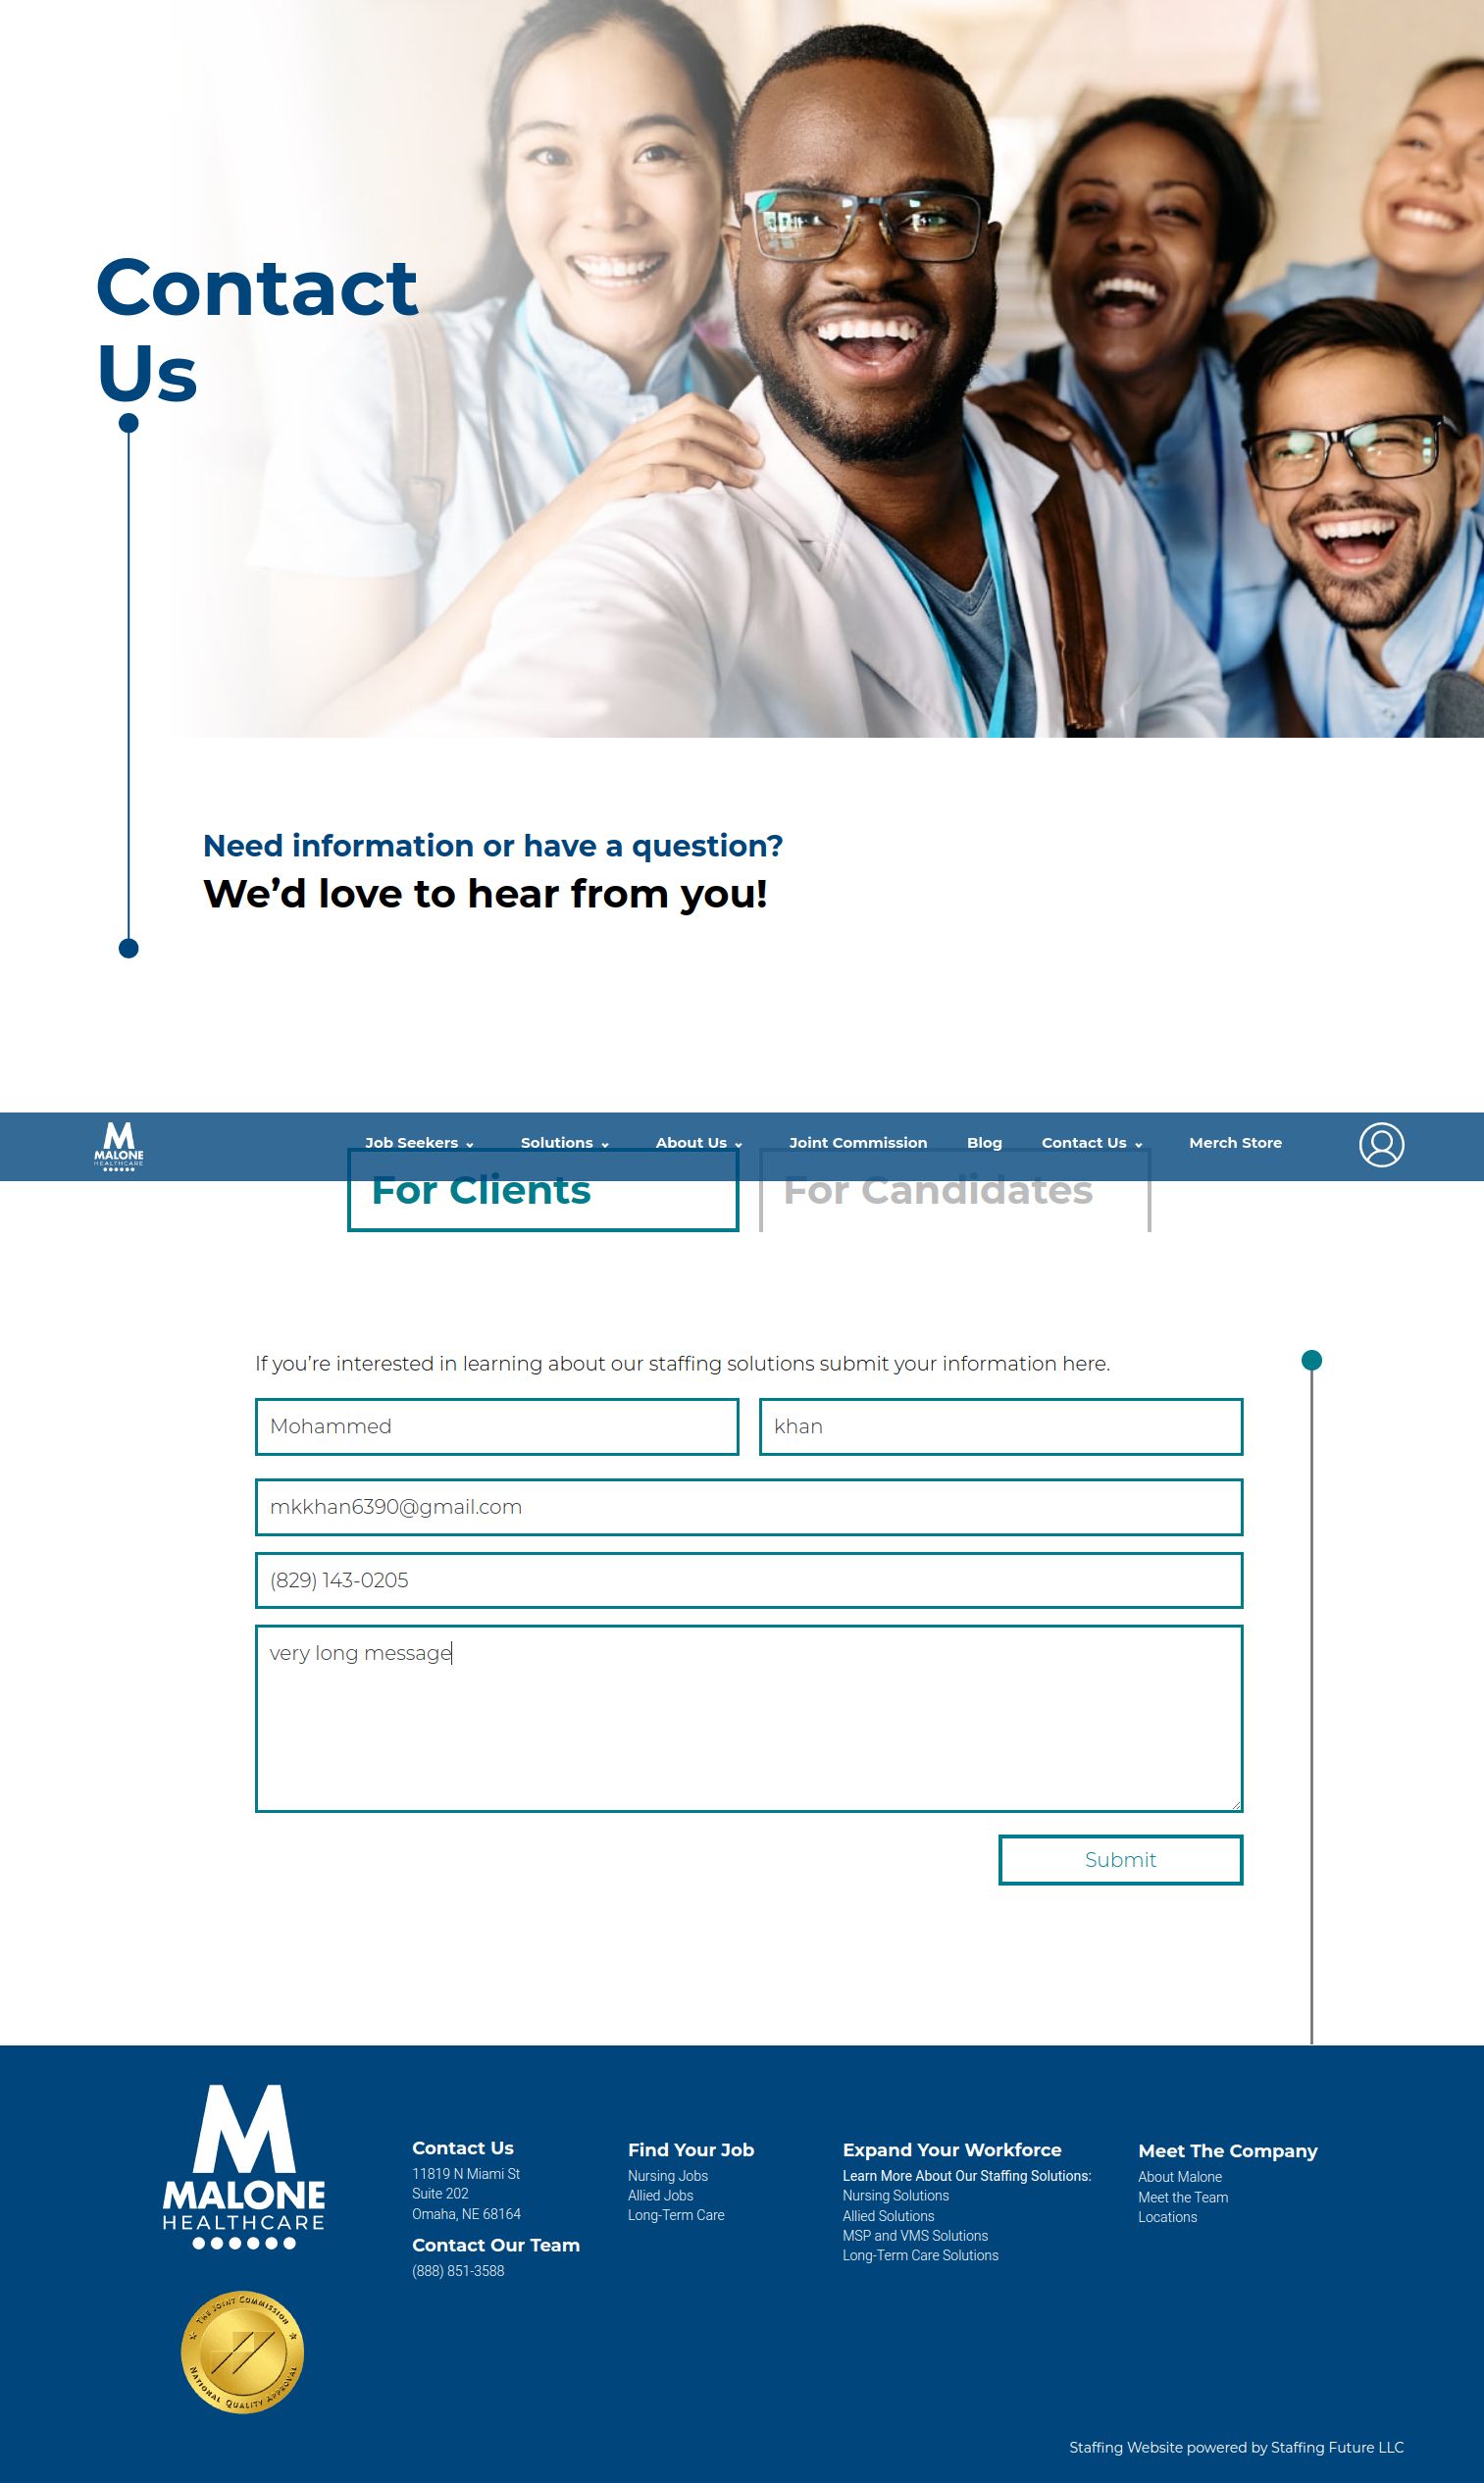 Contact
Us
Need information or have a question?
We’d love to hear from you!
M
MALONE
HEALTHCARE
Job Seekers
Solutions
About Us
Joint Commission
Blog
Contact Us
Merch Store
For Clients
For Candidates
If you’re interested in learning about our staffing solutions submit your information here.
Mohammed
khan
mkkhan6390@gmail.com
(829) 143-0205
very long message
Submit
M
MALONE
HEALTHCARE
THE JOINT COMMISSION
NATIONAL QUALITY APPROVAL
Contact Us
11819 N Miami St
Suite 202
Omaha, NE 68164
Contact Our Team
(888) 851-3588
Find Your Job
Nursing Jobs
Allied Jobs
Long-Term Care
Expand Your Workforce
Learn More About Our Staffing Solutions:
Nursing Solutions
Allied Solutions
MSP and VMS Solutions
Long-Term Care Solutions
Meet The Company
About Malone
Meet the Team
Locations
Staffing Website powered by Staffing Future LLC